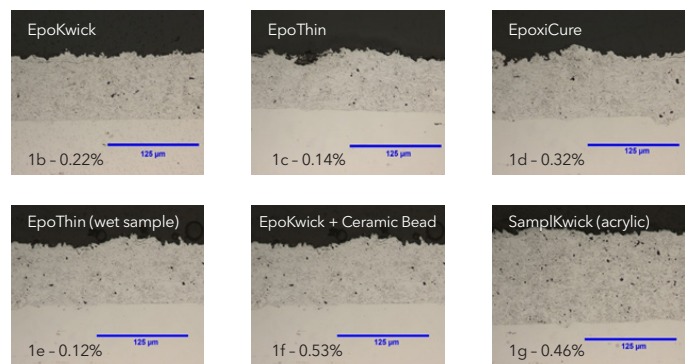 EpoKwick
125 µm
1b – 0.22%
EpoThin
125 µm
1c – 0.14%
EpoxiCure
125 µm
1d – 0.32%
EpoThin (wet sample)
125 µm
1e – 0.12%
EpoKwick + Ceramic Bead
125 µm
1f – 0.53%
SamplKwick (acrylic)
125 µm
1g – 0.46%